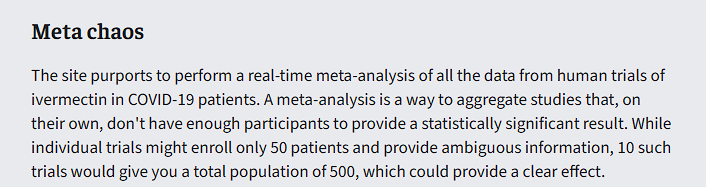 Meta chaos
The site purports to perform a real-time meta-analysis of all the data from human trials of
ivermectin in COVID-19 patients. A meta-analysis is a way to aggregate studies that, on
their own, don't have enough participants to provide a statistically significant result. While
individual trials might enroll only 50 patients and provide ambiguous information, 10 such
trials would give you a total population of 500, which could provide a clear effect.